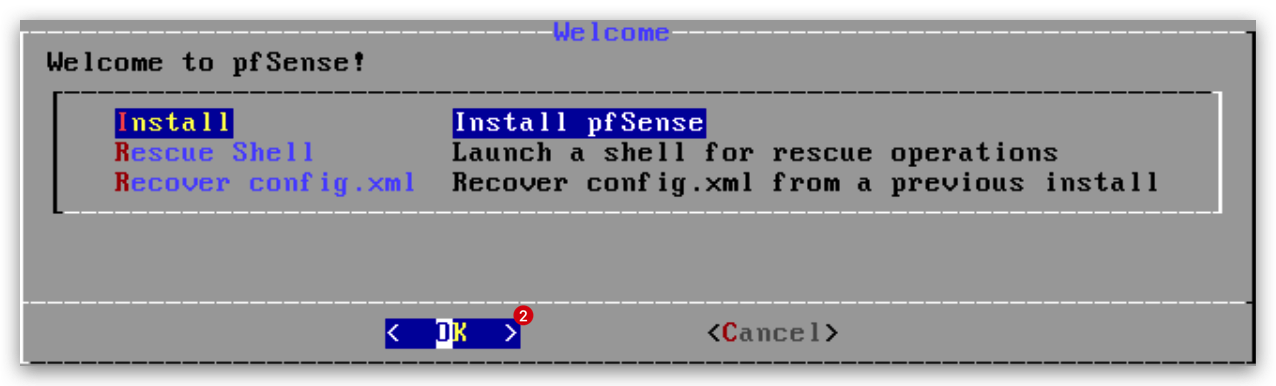 Welcome
Welcome to pfSense!
Install Install pfSense
Rescue Shell Launch a shell for rescue operations
Recover config.xml Recover config.xml from a previous install
< OK > 2 <Cancel>